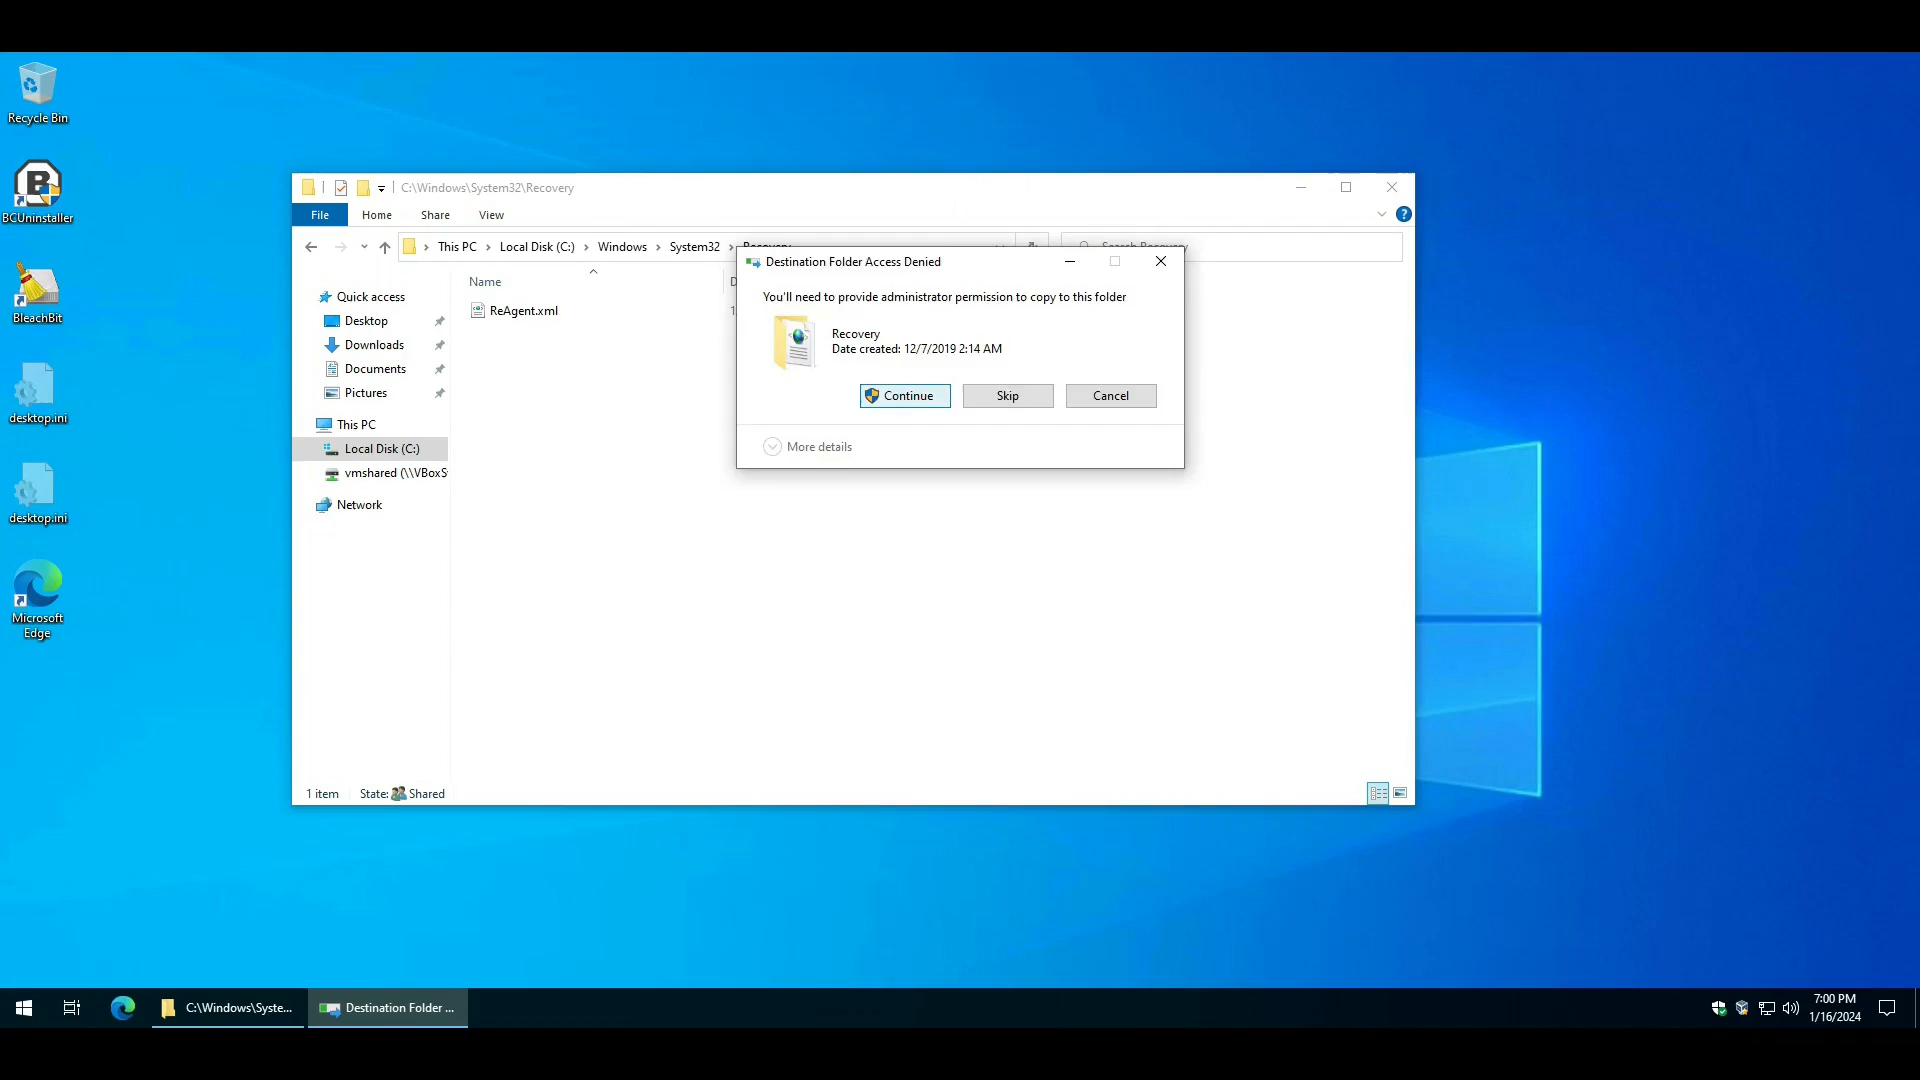 Recycle Bin
BCUninstaller
BleachBit
desktop.ini
desktop.ini
Microsoft
Edge
C:\Windows\System32\Recovery
File Home Share View
This PC Local Disk (C:) Windows System32 Recovery
Search Recovery
Name
ReAgent.xml
Quick access
Desktop
Downloads
Documents
Pictures
This PC
Local Disk (C:)
vmshared (\\VBoxS
Network
1 item State: Shared
Destination Folder Access Denied
You'll need to provide administrator permission to copy to this folder
Recovery
Date created: 12/7/2019 2:14 AM
Continue Skip Cancel
More details
C:\Windows\Syste...
Destination Folder ...
7:00 PM
1/16/2024